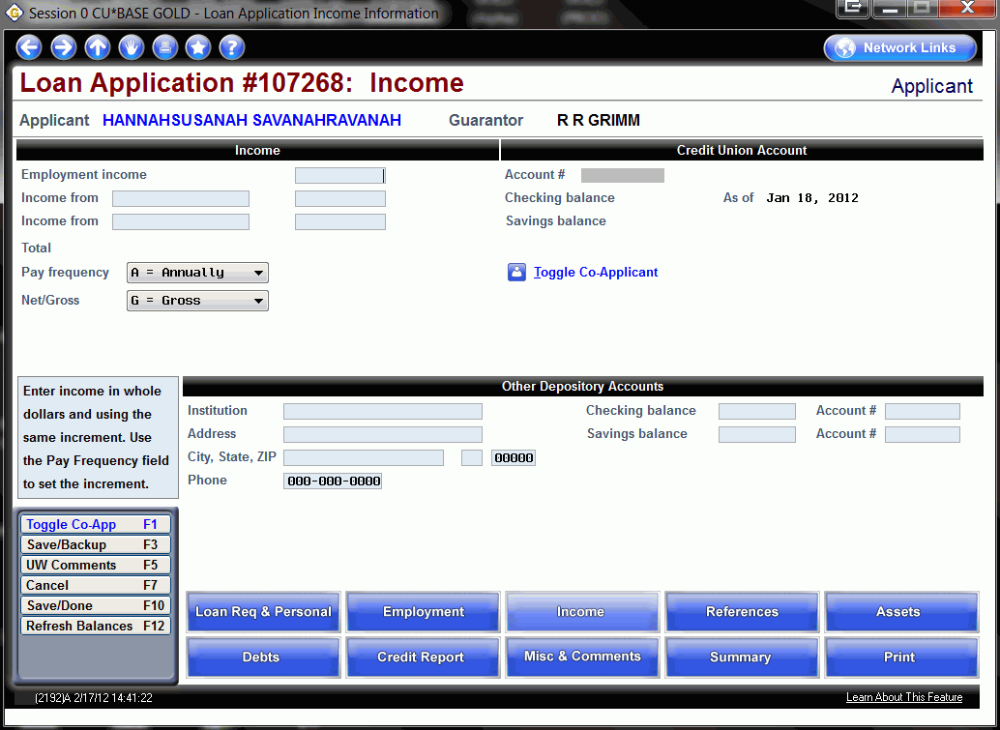 Session 0 CU*BASE GOLD - Loan Application Income Information
Network Links
Loan Application #107268: Income
Applicant
Applicant HANNAHSUSANAH SAVANAHRAVANAH Guarantor R R GRIMM
Income
Credit Union Account
Employment income
Account #
Income from
Checking balance As of Jan 18, 2012
Income from
Savings balance
Total
Pay frequency A = Annually
Toggle Co-Applicant
Net/Gross G = Gross
Enter income in whole
dollars and using the
same increment. Use
the Pay Frequency field
to set the increment.
Other Depository Accounts
Institution Checking balance Account #
Address Savings balance Account #
City, State, ZIP 00000
Phone 000-000-0000
Toggle Co-App F1
Save/Backup F3
UW Comments F5
Cancel F7
Save/Done F10
Refresh Balances F12
Loan Req & Personal Employment Income References Assets
Debts Credit Report Misc & Comments Summary Print
(2192)A 2/17/12 14:41:22
Learn About This Feature